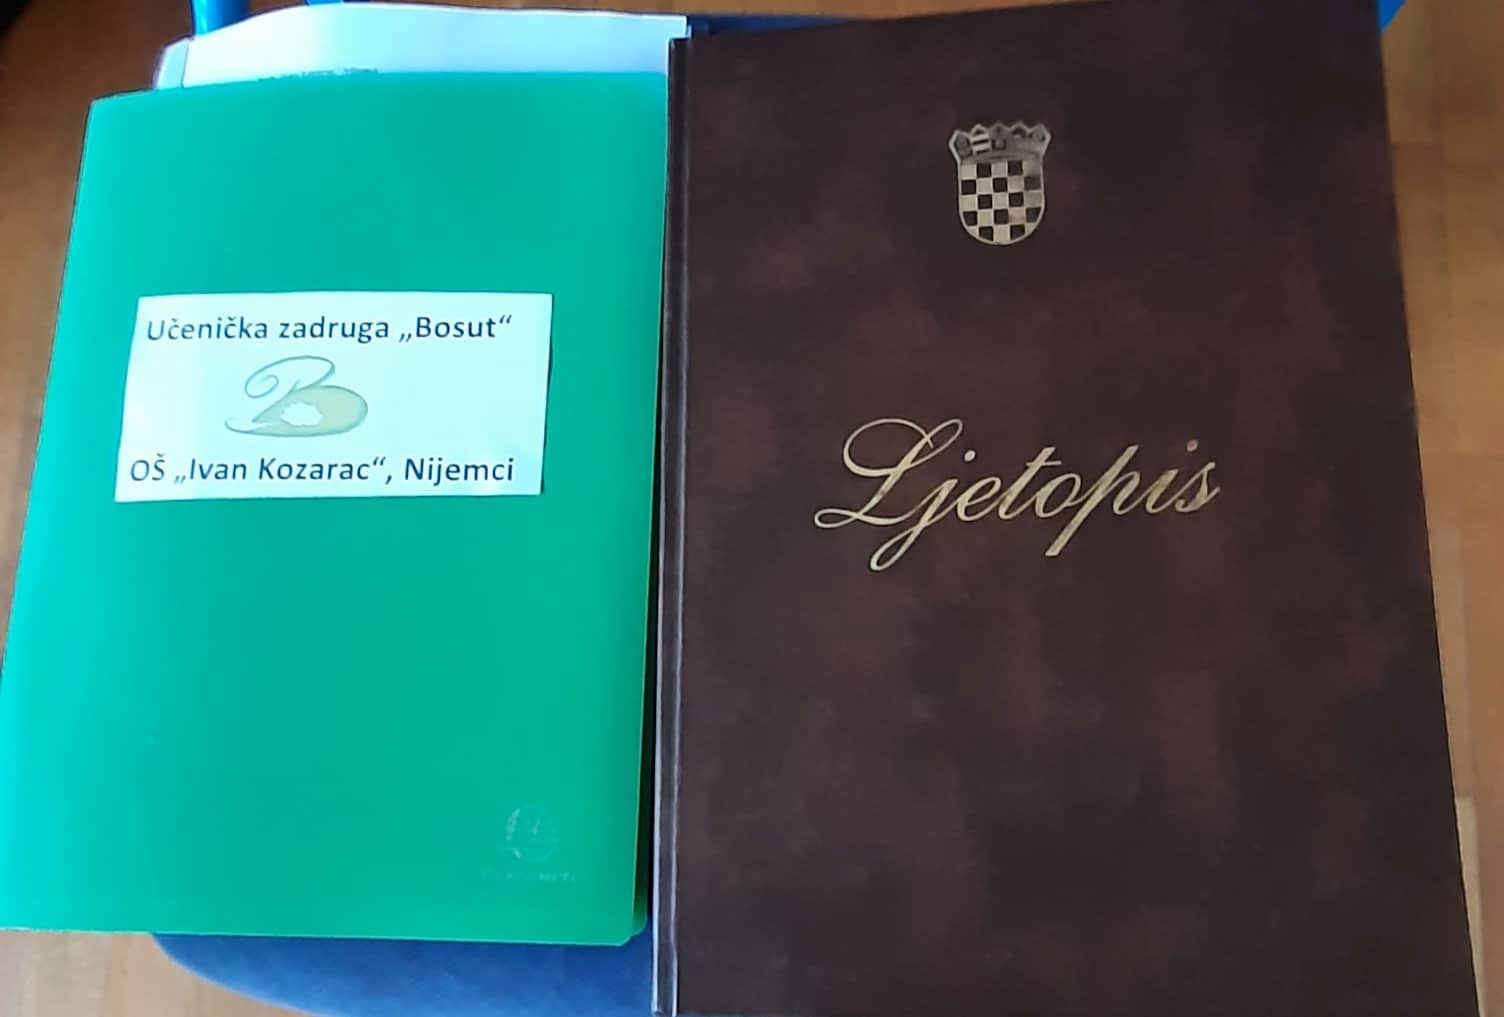 Učenička zadruga „Bosut“
OŠ „Ivan Kozarac“, Nijemci
Ljetopis